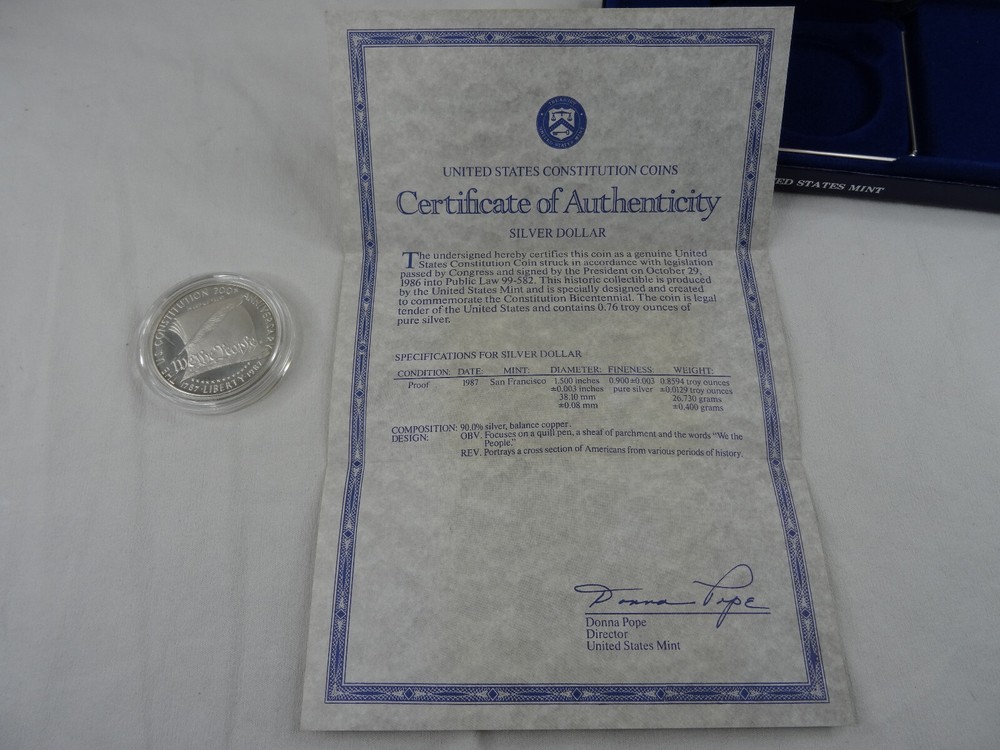 UNITED STATES CONSTITUTION COINS
Certificate of Authenticity
SILVER DOLLAR
The undersigned hereby certifies this coin as a genuine United
States Constitution Coin struck in accordance with legislation
passed by Congress and signed by the President on October 29,
1986 into Public Law 99-582. This historic collectible is produced
by the United States Mint and is specially designed and created
to commemorate the Constitution Bicentennial. The coin is legal
tender of the United States and contains 0.76 troy ounces of
pure silver.
SPECIFICATIONS FOR SILVER DOLLAR
CONDITION: DATE: MINT: DIAMETER: FINENESS: WEIGHT:
Proof 1987 San Francisco 1.500 inches 0.900±0.003 0.8594 troy ounces
±0.003 inches pure silver ±0.0129 troy ounces
38.10 mm 26.730 grams
±0.08 mm ±0.400 grams
COMPOSITION: 90.0% silver, balance copper.
DESIGN: OBV. Focuses on a quill pen, a sheaf of parchment and the words “We the
People.”
REV. Portrays a cross section of Americans from various periods of history.
Donna Pope
Donna Pope
Director
United States Mint
ED STATES MINT
THE U.S. CONSTITUTION 200TH ANNIVERSARY
We the People
1787 LIBERTY 1987